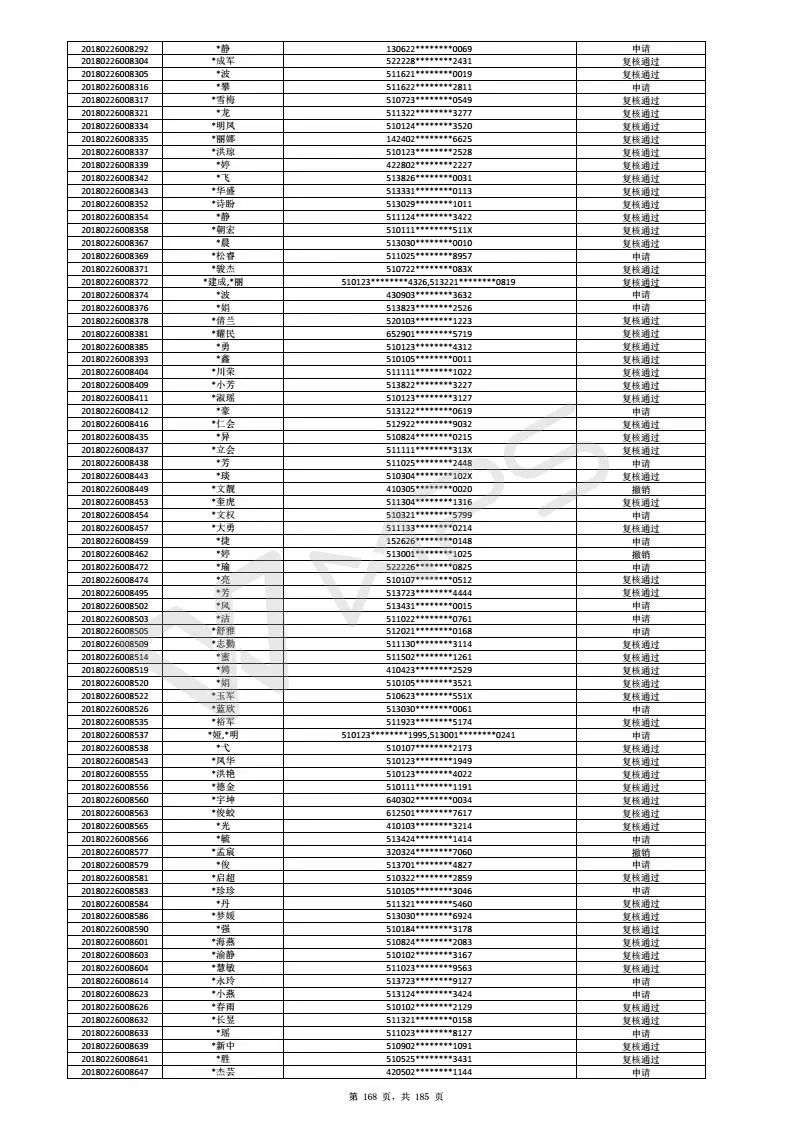 20180226008292 *静 130622********0069 申请
20180226008304 *成军 522228********2431 复核通过
20180226008305 *波 511621********0019 复核通过
20180226008316 *攀 511622********2811 申请
20180226008317 *雪梅 510723********0549 复核通过
20180226008321 *龙 511322********3277 复核通过
20180226008334 *明凤 510124********3520 复核通过
20180226008335 *丽娜 142402********6625 复核通过
20180226008337 *洪琼 510123********2528 复核通过
20180226008339 *婷 422802********2227 复核通过
20180226008342 *飞 513826********0031 复核通过
20180226008343 *华盛 513331********0113 复核通过
20180226008352 *诗盼 513029********1011 复核通过
20180226008354 *静 511124********3422 复核通过
20180226008358 *朝宏 510111********511X 复核通过
20180226008367 *晨 513030********0010 复核通过
20180226008369 *松睿 511025********8957 申请
20180226008371 *骏杰 510722********083X 复核通过
20180226008372 *建成,*丽 510123********4326,513221********0819 复核通过
20180226008374 *波 430903********3632 申请
20180226008376 *娟 513823********2526 申请
20180226008378 *倩兰 520103********1223 复核通过
20180226008381 *耀民 652901********5719 复核通过
20180226008385 *勇 510123********4312 复核通过
20180226008393 *鑫 510105********0011 复核通过
20180226008404 *川荣 511111********1022 复核通过
20180226008409 *小芳 513822********3227 复核通过
20180226008411 *淑瑶 510123********3127 复核通过
20180226008412 *豪 513122********0619 申请
20180226008416 *仁会 512922********9032 复核通过
20180226008435 *异 510824********0215 复核通过
20180226008437 *立会 511111********313X 复核通过
20180226008438 *芳 511025********2448 申请
20180226008443 *琰 510304********102X 复核通过
20180226008449 *文靓 410305********0020 撤销
20180226008453 *奎虎 511304********1316 复核通过
20180226008454 *文权 510321********5799 申请
20180226008457 *大勇 511133********0214 复核通过
20180226008459 *捷 152626********0148 申请
20180226008462 *婷 513001********1025 撤销
20180226008472 *瑜 522226********0825 申请
20180226008474 *亮 510107********0512 复核通过
20180226008495 *芳 513723********4444 复核通过
20180226008502 *风 513431********0015 申请
20180226008503 *洁 511022********0761 申请
20180226008505 *舒雅 512021********0168 申请
20180226008509 *志勤 511130********3114 复核通过
20180226008514 *蜜 511502********1261 复核通过
20180226008519 *娉 410423********2529 复核通过
20180226008520 *娟 510105********3521 复核通过
20180226008522 *玉军 510623********551X 复核通过
20180226008526 *蓝欣 513030********0061 申请
20180226008535 *裕军 511923********5174 复核通过
20180226008537 *娅,*明 510123********1995,513001********0241 申请
20180226008538 *弋 510107********2173 复核通过
20180226008543 *凤华 510123********1949 复核通过
20180226008555 *洪艳 510123********4022 复核通过
20180226008556 *德金 510111********1191 复核通过
20180226008560 *宇坤 640302********0034 复核通过
20180226008563 *俊蛟 612501********7617 复核通过
20180226008565 *光 410103********3214 复核通过
20180226008566 *毓 513424********1414 申请
20180226008577 *孟宸 320324********7060 撤销
20180226008579 *俊 513701********4827 申请
20180226008581 *启超 510322********2859 复核通过
20180226008583 *珍珍 510105********3046 申请
20180226008584 *丹 511321********5460 复核通过
20180226008586 *梦媛 513030********6924 复核通过
20180226008590 *强 510184********3178 复核通过
20180226008601 *海燕 510824********2083 复核通过
20180226008603 *渝静 510102********3167 复核通过
20180226008604 *慧敏 511023********9563 复核通过
20180226008614 *永玲 513723********9127 申请
20180226008623 *小燕 513124********3424 申请
20180226008626 *春雨 510102********2129 复核通过
20180226008632 *长昱 511321********0158 复核通过
20180226008633 *瑶 511023********8127 申请
20180226008639 *新中 510902********1091 复核通过
20180226008641 *胜 510525********3431 复核通过
20180226008647 *杰芸 420502********1144 申请
第 168 页，共 185 页